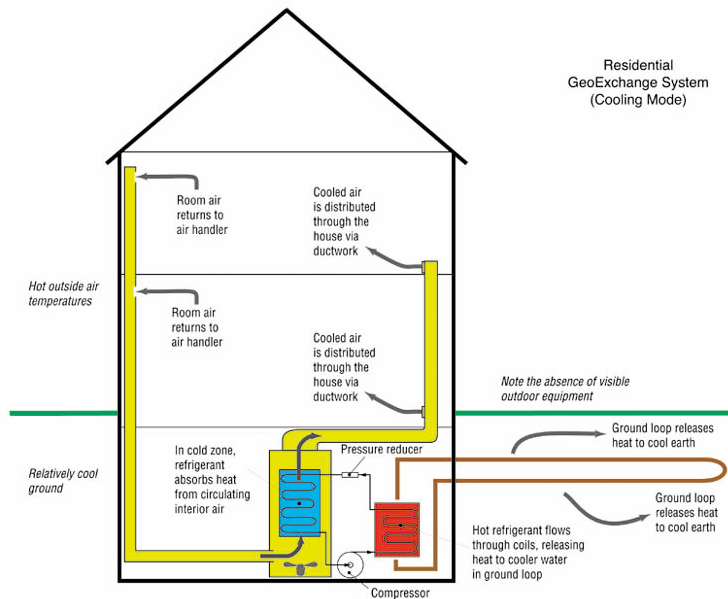 Residential
GeoExchange System
(Cooling Mode)
Room air
returns to
air handler
Cooled air
is distributed
through the
house via
ductwork
Hot outside air
temperatures
Room air
returns to
air handler
Cooled air
is distributed
through the
house via
ductwork
Note the absence of visible
outdoor equipment
Ground loop releases
heat to cool earth
In cold zone,
refrigerant
absorbs heat
from circulating
interior air
Pressure reducer
Relatively cool
ground
Ground loop
releases heat
to cool earth
Hot refrigerant flows
through coils, releasing
heat to cooler water
in ground loop
Compressor